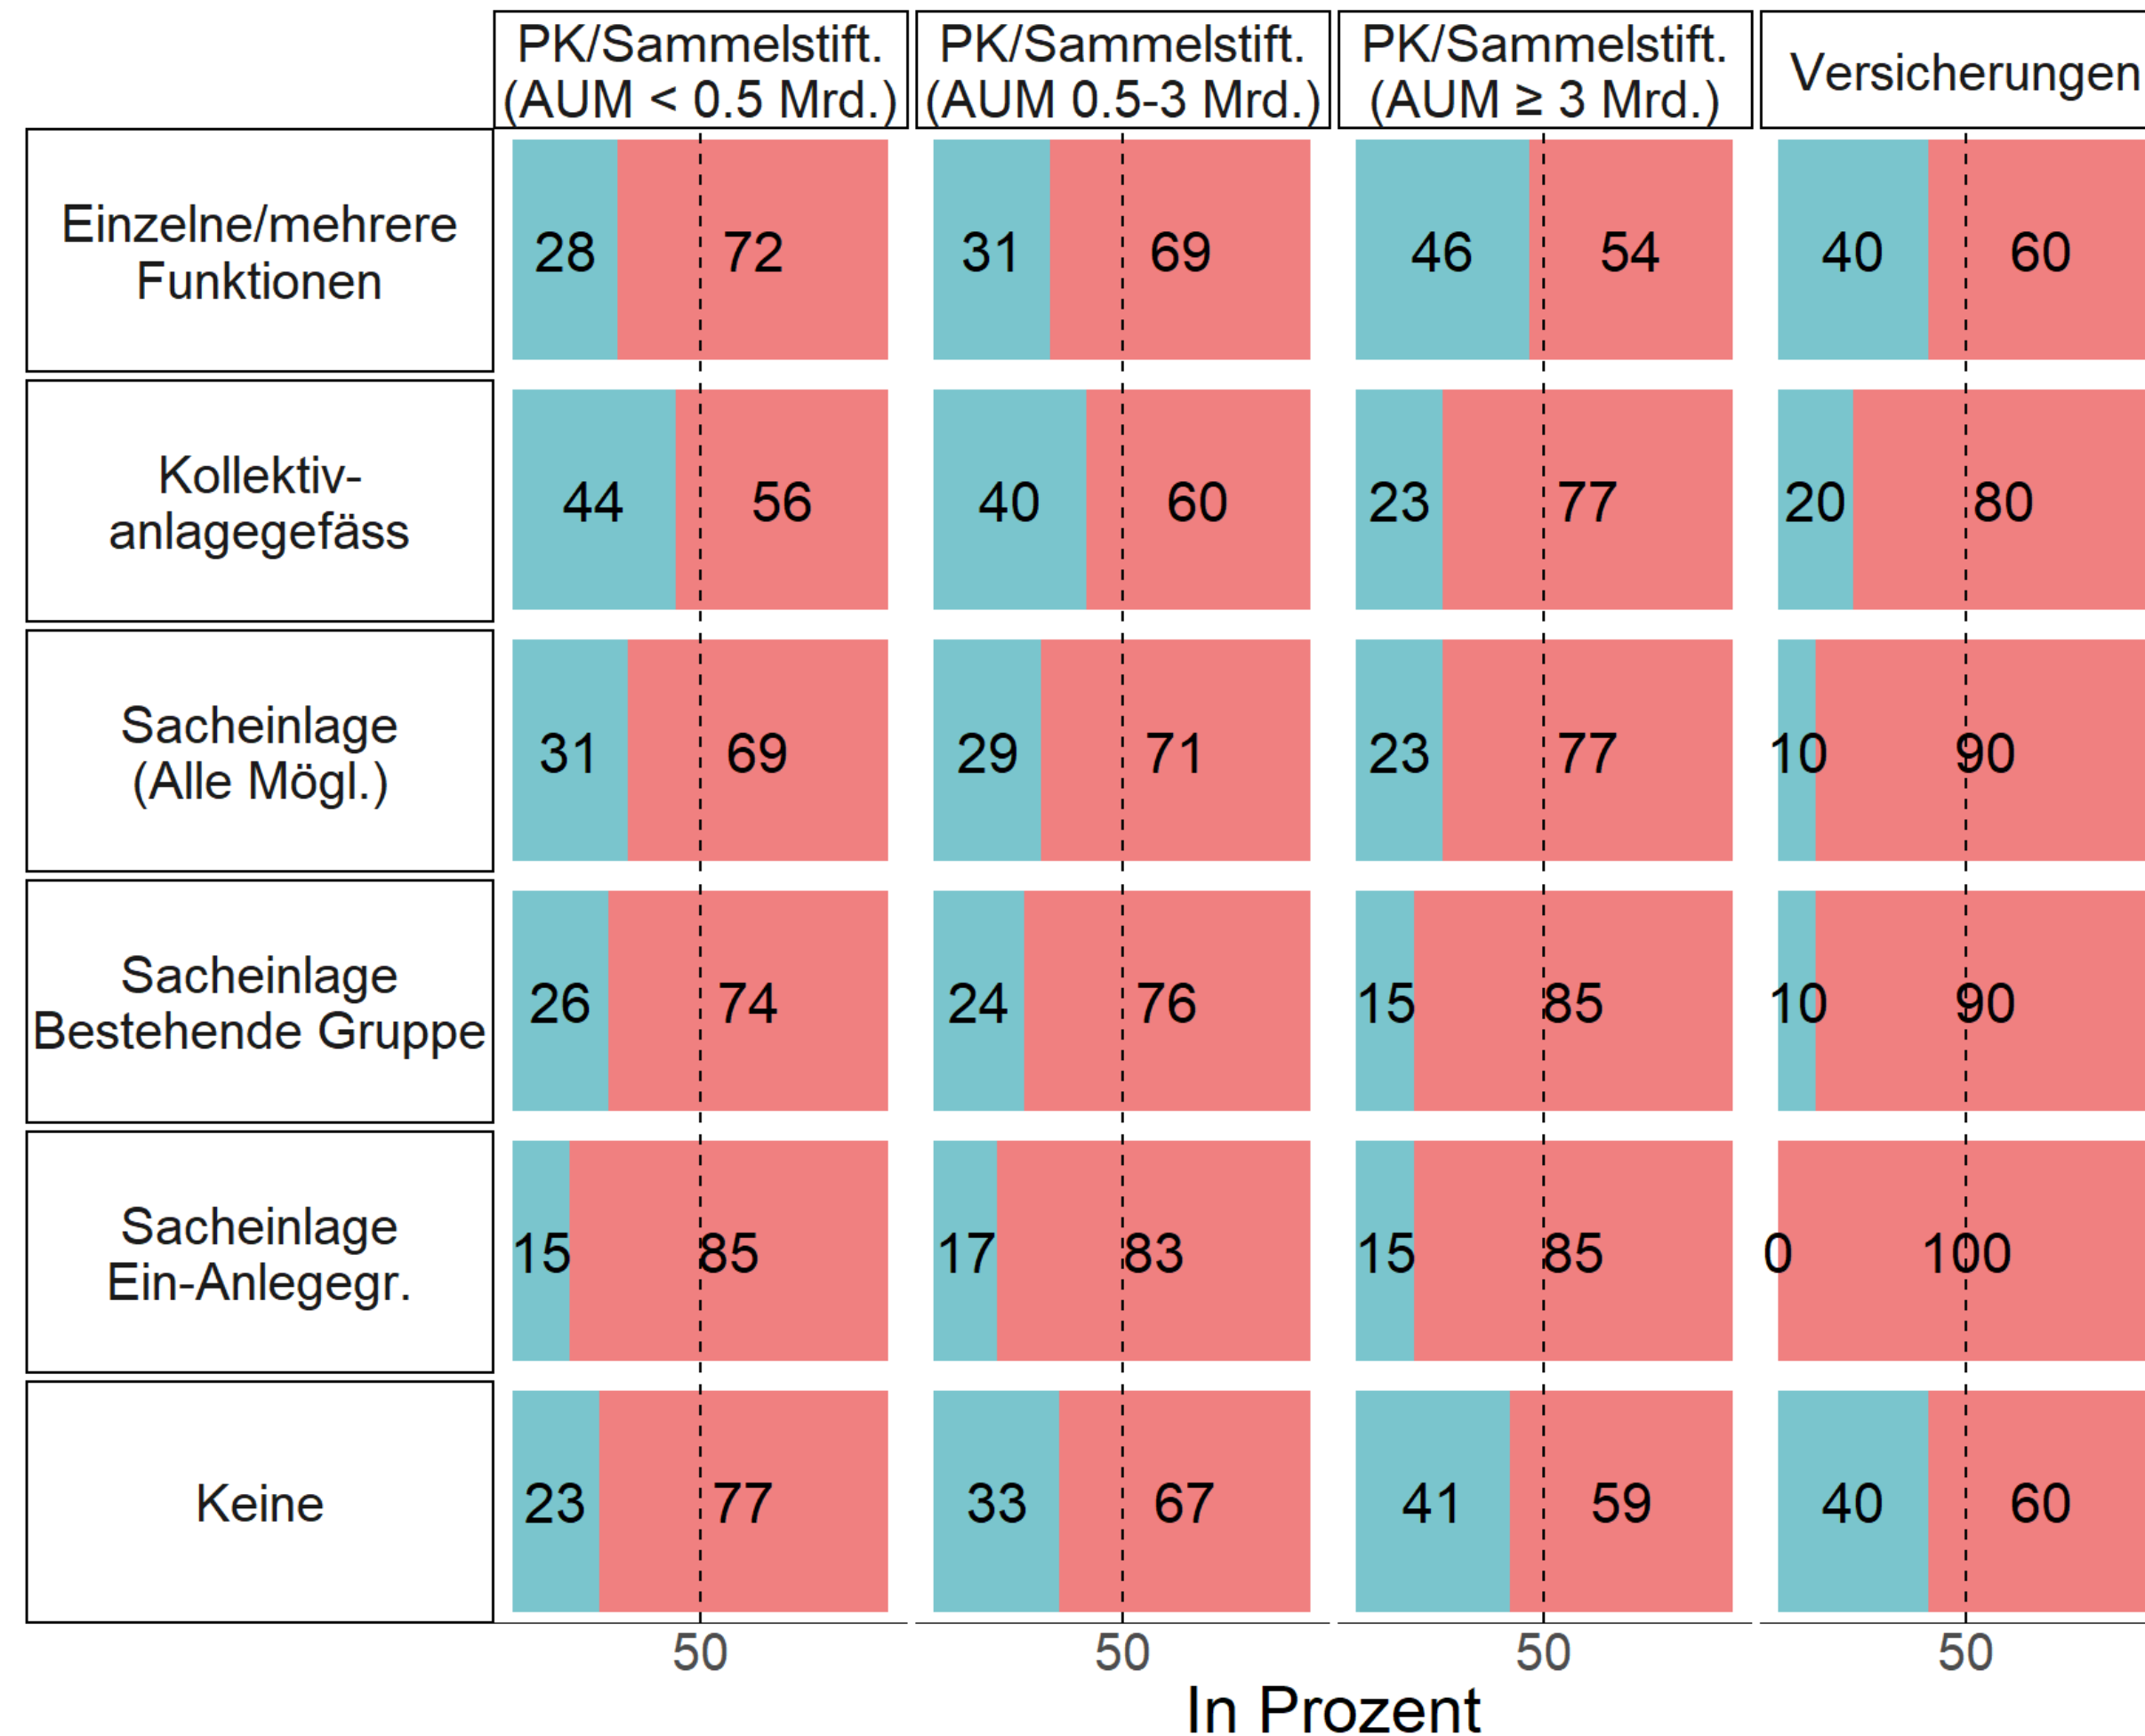 PK/Sammelstift.
(AUM < 0.5 Mrd.)
PK/Sammelstift.
(AUM 0.5-3 Mrd.)
PK/Sammelstift.
(AUM ≥ 3 Mrd.)
Versicherungen
Einzelne/mehrere
Funktionen
28 72 31 69 46 54 40 60
Kollektiv-
anlagegefäss
44 56 40 60 23 77 20 80
Sacheinlage
(Alle Mögl.)
31 69 29 71 23 77 10 90
Sacheinlage
Bestehende Gruppe
26 74 24 76 15 85 10 90
Sacheinlage
Ein-Anlegegr.
15 85 17 83 15 85 0 100
Keine
23 77 33 67 41 59 40 60
50 50 50 50
In Prozent